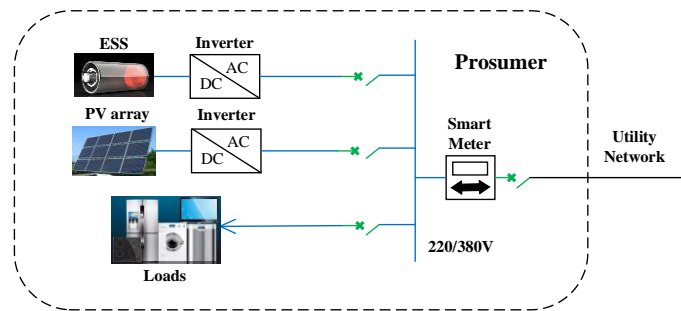 ESS
Inverter
DC
AC
Prosumer
PV array
Inverter
DC
AC
Smart
Meter
Utility
Network
Loads
220/380V